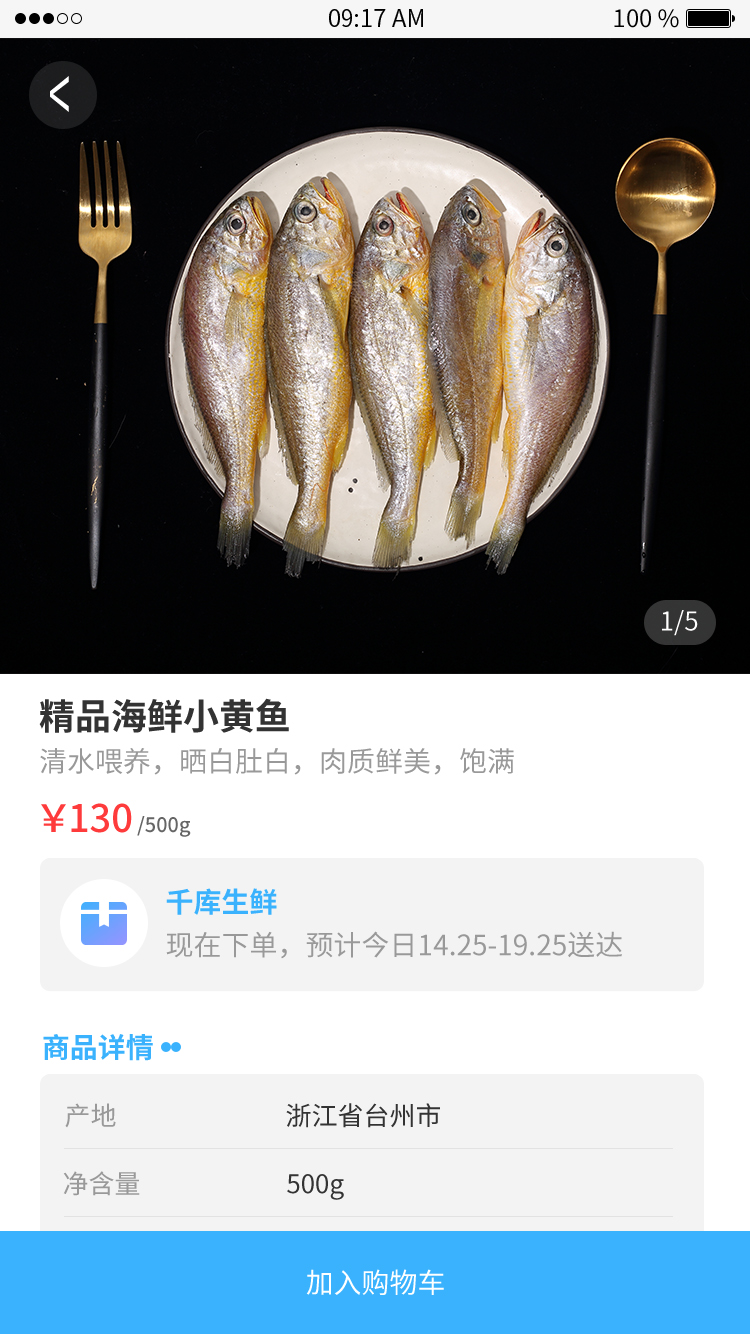 09:17 AM
100 %
1/5
精品海鲜小黄鱼
清水喂养，晒白肚白，肉质鲜美，饱满
￥130/500g
千库生鲜
现在下单，预计今日14.25-19.25送达
商品详情
产地 浙江省台州市
净含量 500g
加入购物车